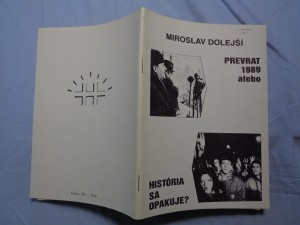 MIROSLAV DOLEJŠÍ
PREVRAT
1989
alebo
HISTÓRIA
SA
OPAKUJE?